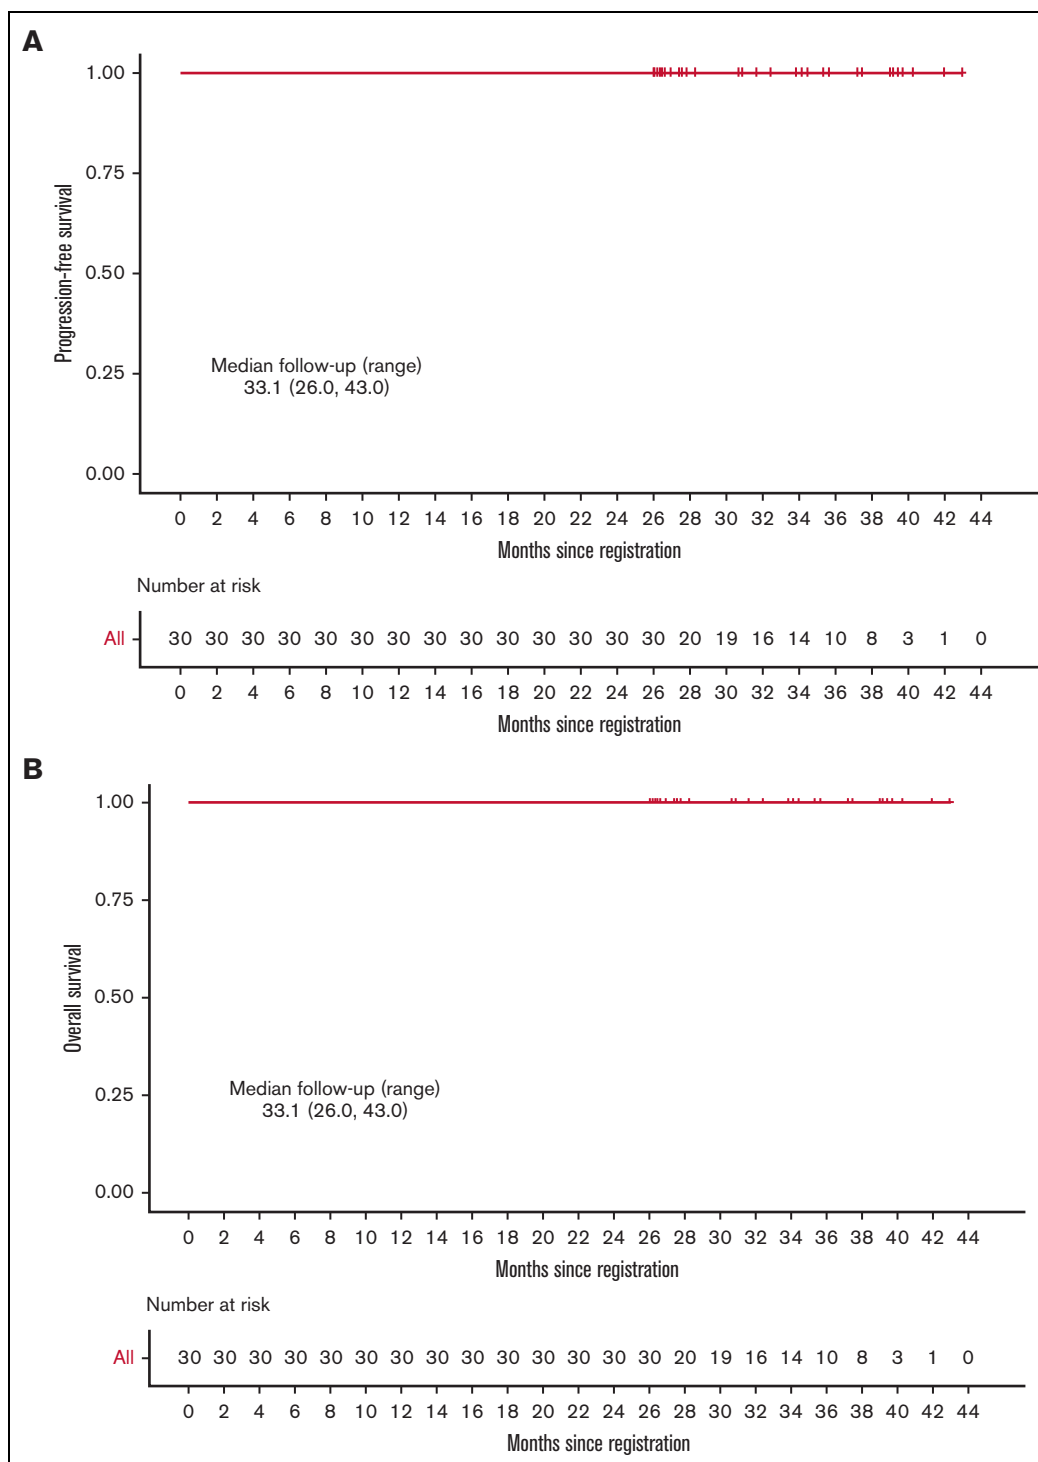 A
1.00
0.75
0.50
0.25
0.00
Progression-free survival
Median follow-up (range)
33.1 (26.0, 43.0)
0 2 4 6 8 10 12 14 16 18 20 22 24 26 28 30 32 34 36 38 40 42 44
Months since registration
Number at risk
All 30 30 30 30 30 30 30 30 30 30 30 30 30 30 20 19 16 14 10 8 3 1 0
0 2 4 6 8 10 12 14 16 18 20 22 24 26 28 30 32 34 36 38 40 42 44
Months since registration
B
1.00
0.75
0.50
0.25
0.00
Overall survival
Median follow-up (range)
33.1 (26.0, 43.0)
0 2 4 6 8 10 12 14 16 18 20 22 24 26 28 30 32 34 36 38 40 42 44
Months since registration
Number at risk
All 30 30 30 30 30 30 30 30 30 30 30 30 30 30 20 19 16 14 10 8 3 1 0
0 2 4 6 8 10 12 14 16 18 20 22 24 26 28 30 32 34 36 38 40 42 44
Months since registration